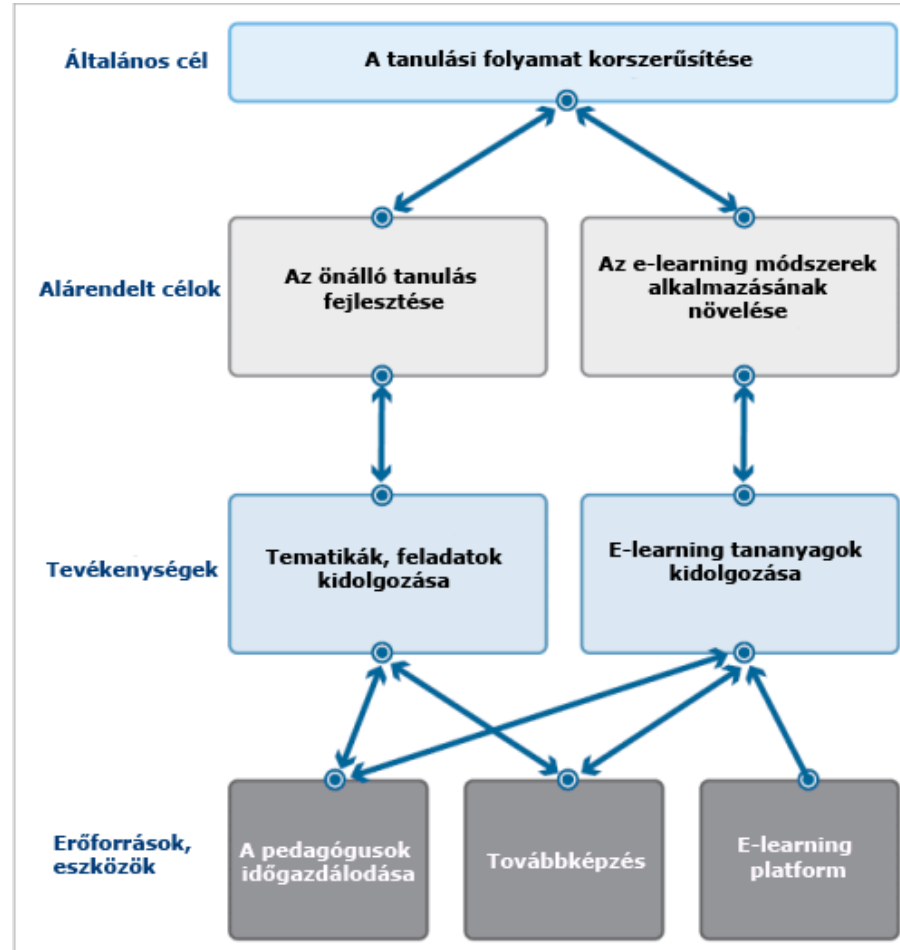 Általános cél
A tanulási folyamat korszerűsítése
Alárendelt célok
Az önálló tanulás
fejlesztése
Az e-learning módszerek
alkalmazásának
növelése
Tevékenységek
Tematikák, feladatok
kidolgozása
E-learning tananyagok
kidolgozása
Erőforrások,
eszközök
A pedagógusok
időgazdálodása
Továbbképzés
E-learning
platform